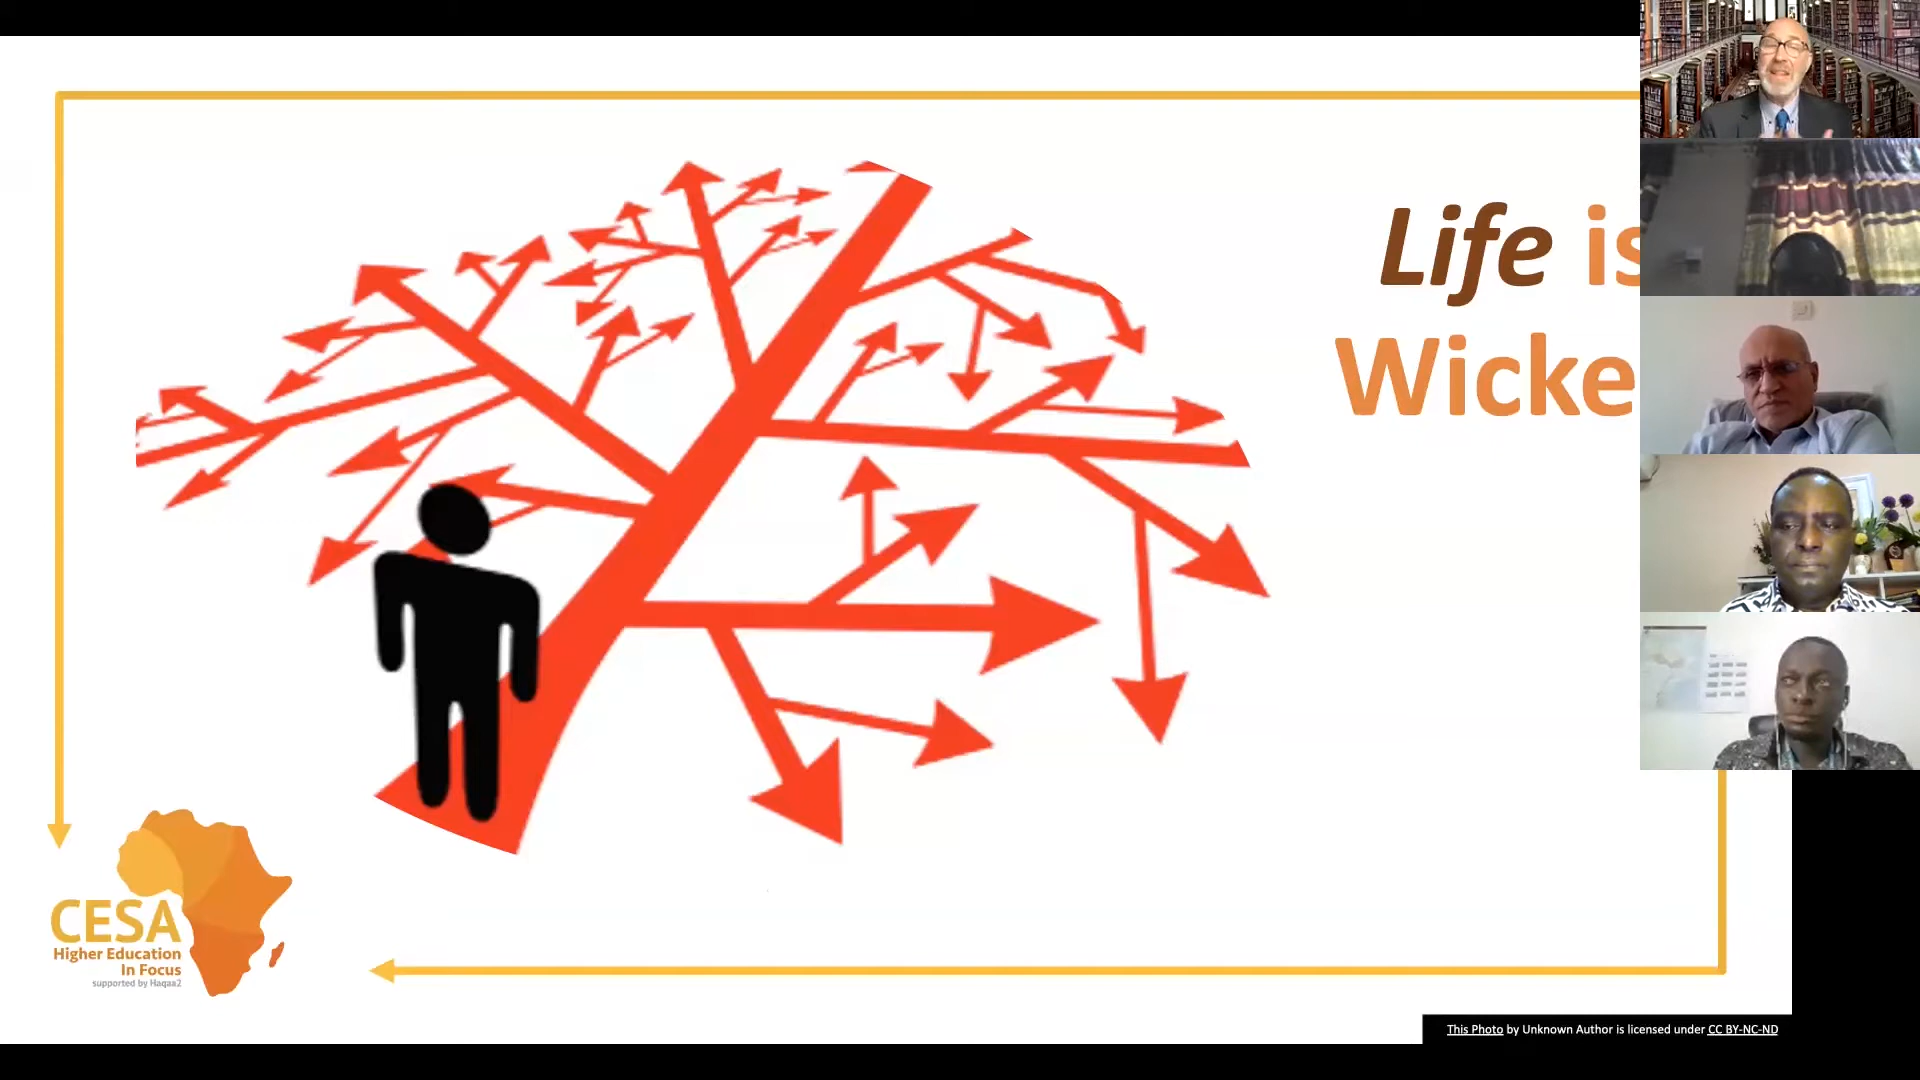 Life is
Wicke
CESA
Higher Education
In Focus
supported by Haqaa2
This Photo by Unknown Author is licensed under CC BY-NC-ND